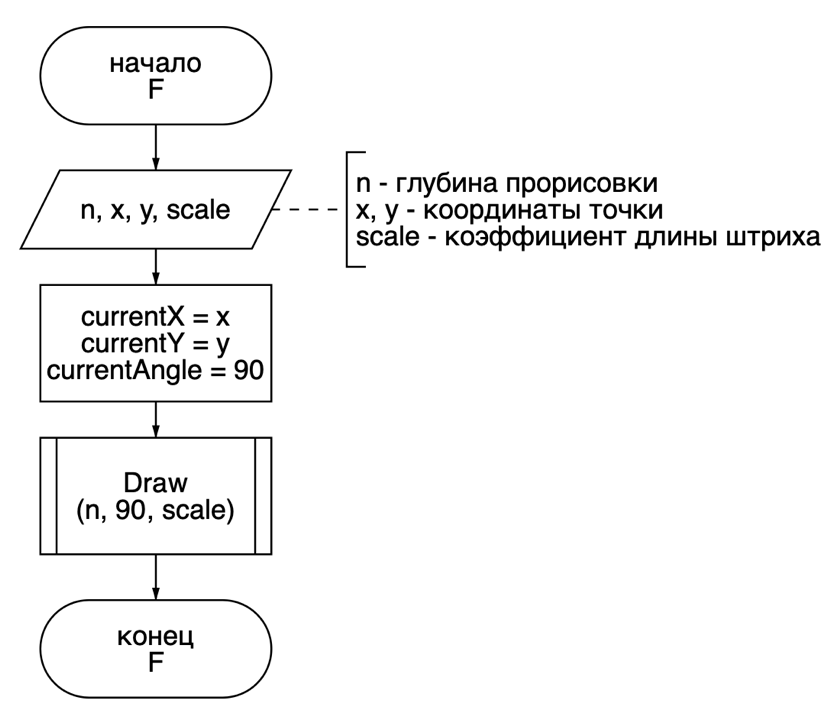 начало
F
n, x, y, scale
n - глубина прорисовки
x, y - координаты точки
scale - коэффициент длины штриха
currentX = x
currentY = y
currentAngle = 90
Draw
(n, 90, scale)
конец
F